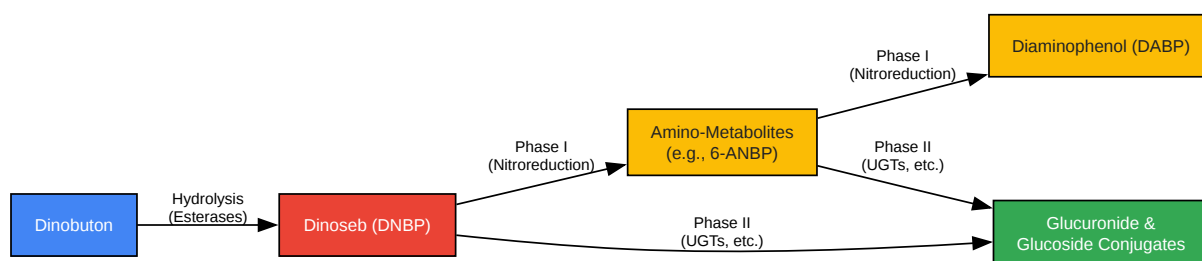 Dinobuton
Hydrolysis
(Esterases)
Dinoseb (DNBP)
Phase I
(Nitroreduction)
Amino-Metabolites
(e.g., 6-ANBP)
Phase I
(Nitroreduction)
Diaminophenol (DABP)
Phase II
(UGTs, etc.)
Phase II
(UGTs, etc.)
Glucuronide &
Glucoside Conjugates